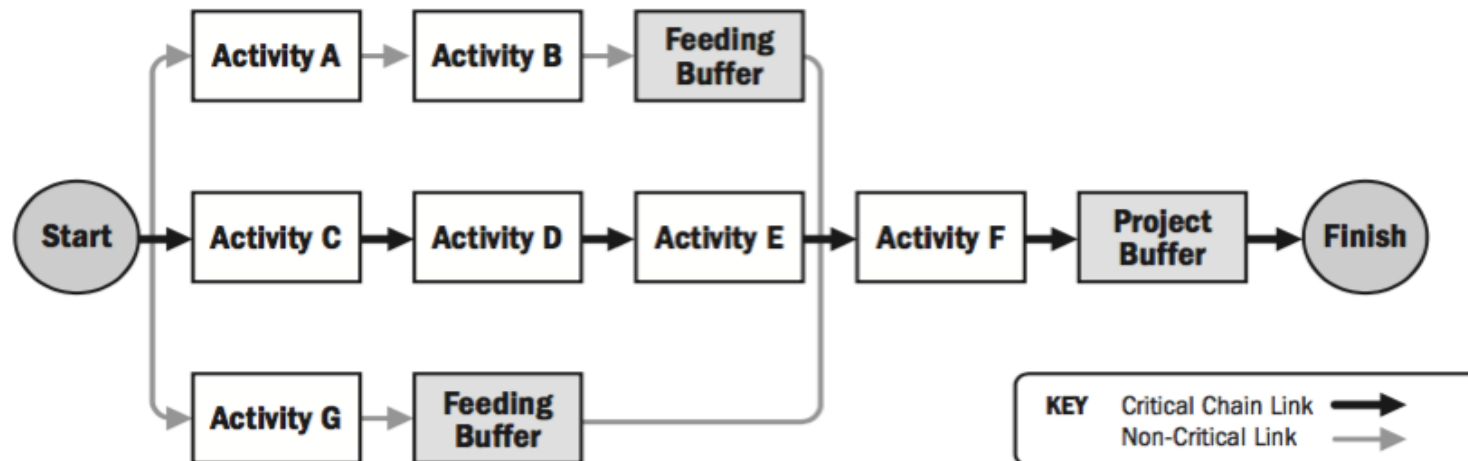 Activity A
Activity B
Feeding
Buffer
Start
Activity C
Activity D
Activity E
Activity F
Project
Buffer
Finish
Activity G
Feeding
Buffer
KEY Critical Chain Link
Non-Critical Link